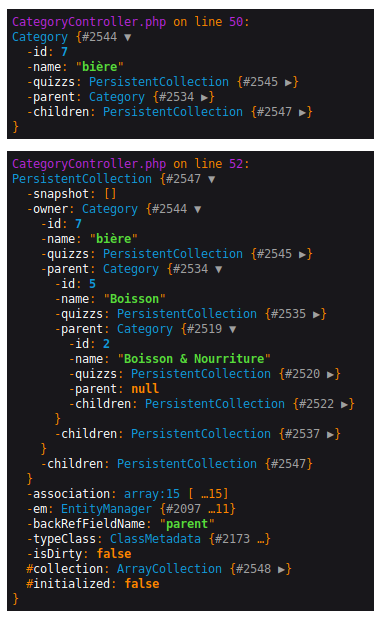 CategoryController.php on line 50:
Category {#2544 ▼
  -id: 7
  -name: "bière"
  -quizzs: PersistentCollection {#2545 ▶}
  -parent: Category {#2534 ▶}
  -children: PersistentCollection {#2547 ▶}
}
CategoryController.php on line 52:
PersistentCollection {#2547 ▼
  -snapshot: []
  -owner: Category {#2544 ▼
    -id: 7
    -name: "bière"
    -quizzs: PersistentCollection {#2545 ▶}
    -parent: Category {#2534 ▼
      -id: 5
      -name: "Boisson"
      -quizzs: PersistentCollection {#2535 ▶}
      -parent: Category {#2519 ▼
        -id: 2
        -name: "Boisson & Nourriture"
        -quizzs: PersistentCollection {#2520 ▶}
        -parent: null
        -children: PersistentCollection {#2522 ▶}
      }
      -children: PersistentCollection {#2537 ▶}
    }
    -children: PersistentCollection {#2547}
  }
  -association: array:15 [ …15]
  -em: EntityManager {#2097 …11}
  -backRefFieldName: "parent"
  -typeClass: ClassMetadata {#2173 …}
  -isDirty: false
  #collection: ArrayCollection {#2548 ▶}
  #initialized: false
}